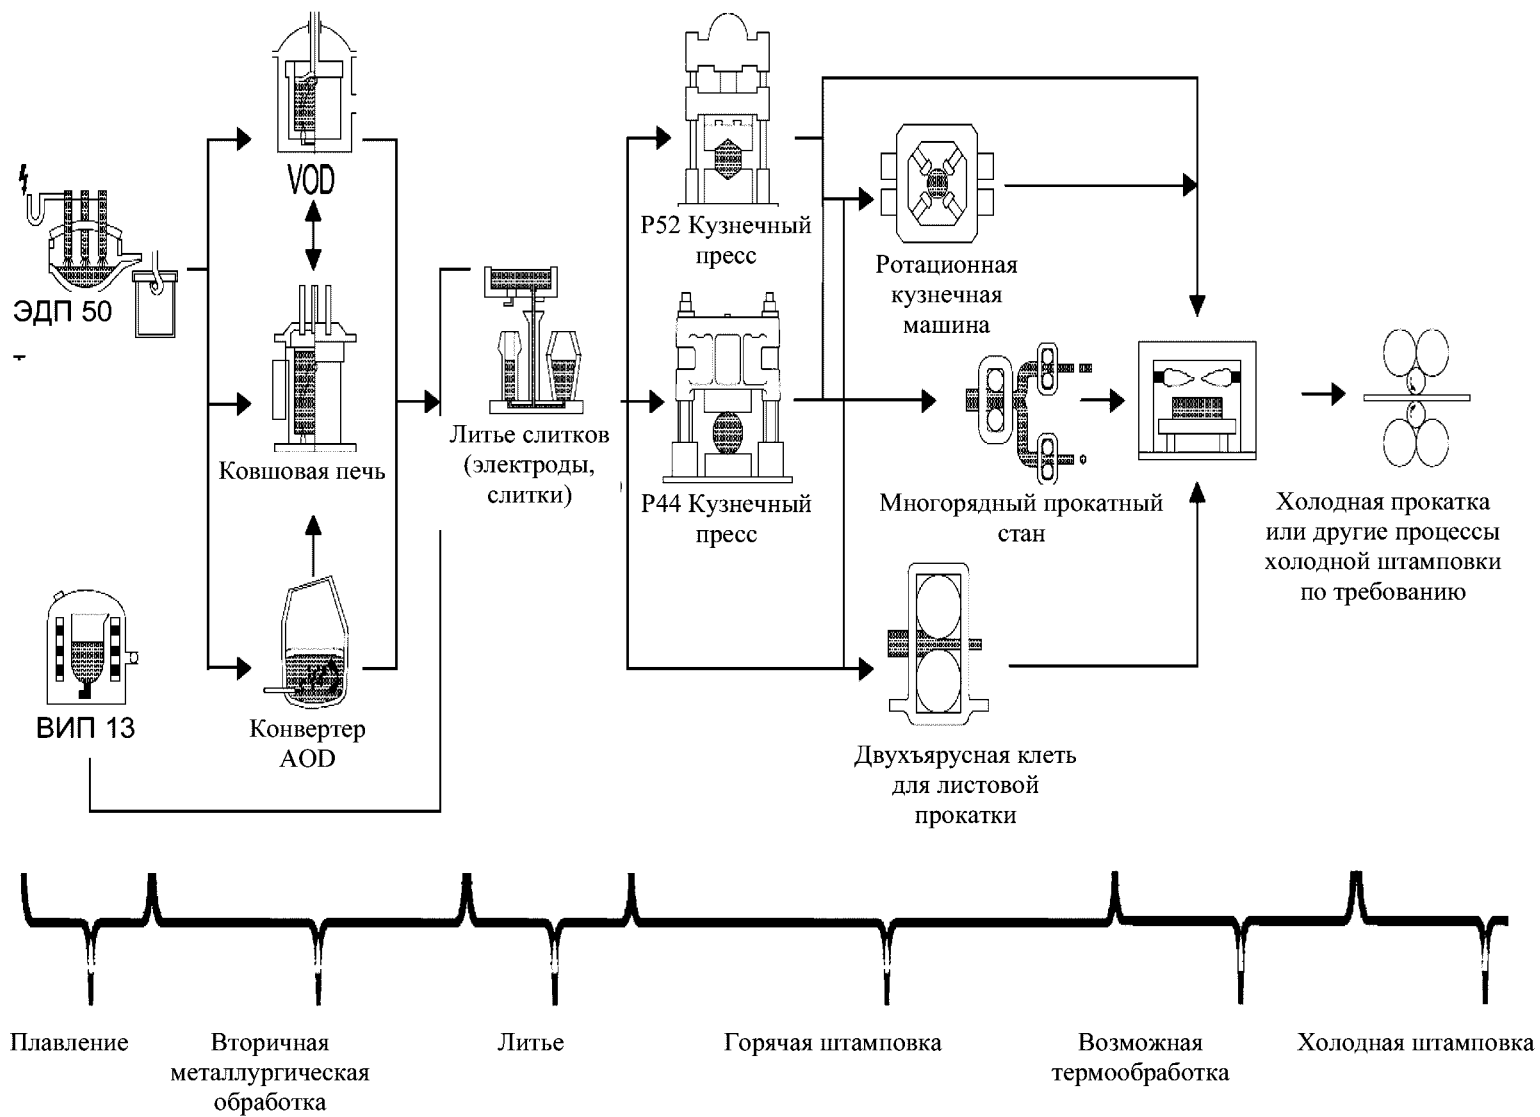 VOD
ЭДП 50
т
Ковшовая печь
ВИП 13
Конвертер
AOD
Литье слитков
(электроды,
слитки)
P52 Кузнечный
пресс
P44 Кузнечный
пресс
Ротационная
кузнечная
машина
Многорядный прокатный
стан
Двухъярусная клеть
для листовой
прокатки
Холодная прокатка
или другие процессы
холодной штамповки
по требованию
Плавление
Вторичная
металлургическая
обработка
Литье
Горячая штамповка
Возможная
термообработка
Холодная штамповка